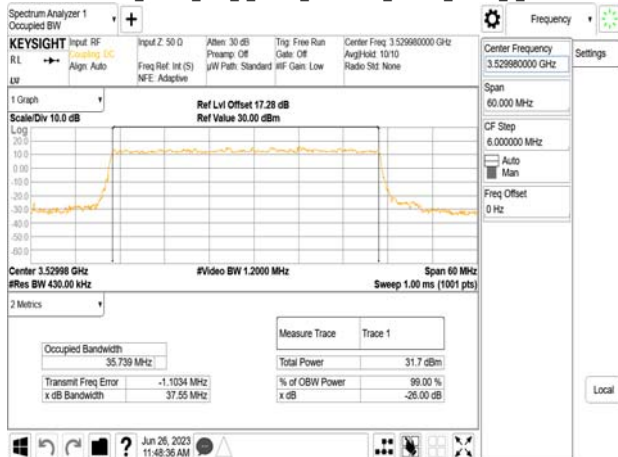 Spectrum Analyzer 1
Occupied BW
Frequency
KEYSIGHT
RL
LXI
Input: RF
Coupling: DC
Align: Auto
Input Z: 50 Ω
Freq Ref: Int (S)
NFE: Adaptive
Atten: 30 dB
Preamp: Off
µW Path: Standard
Trig: Free Run
Gate: Off
#IF Gain: Low
Center Freq: 3.529980000 GHz
Avg|Hold: 10/10
Radio Std: None
Center Frequency
3.529980000 GHz
Settings
Span
60.000 MHz
CF Step
6.000000 MHz
Auto
Man
Freq Offset
0 Hz
1 Graph
Scale/Div 10.0 dB
Ref Lvl Offset 17.28 dB
Ref Value 30.00 dBm
Log
20.0
10.0
0.00
-10.0
-20.0
-30.0
-40.0
-50.0
-60.0
Center 3.52998 GHz
#Video BW 1.2000 MHz
Span 60 MHz
#Res BW 430.00 kHz
Sweep 1.00 ms (1001 pts)
2 Metrics
Measure Trace Trace 1
Occupied Bandwidth
35.739 MHz
Total Power 31.7 dBm
Transmit Freq Error -1.1034 MHz
% of OBW Power 99.00 %
x dB Bandwidth 37.55 MHz
x dB -26.00 dB
Local
?
Jun 26, 2023
11:48:36 AM